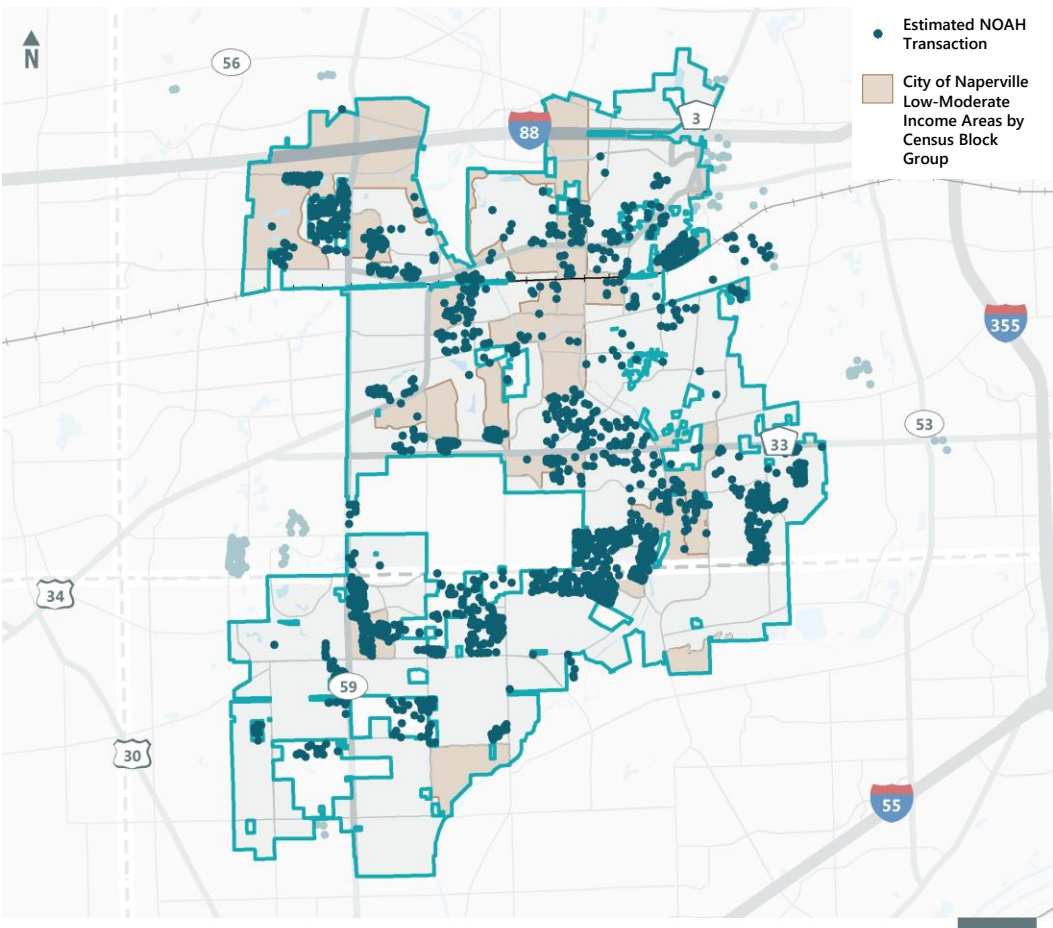 N
56
88
3
Estimated NOAH
Transaction
City of Naperville
Low-Moderate
Income Areas by
Census Block
Group
355
53
33
34
59
30
55